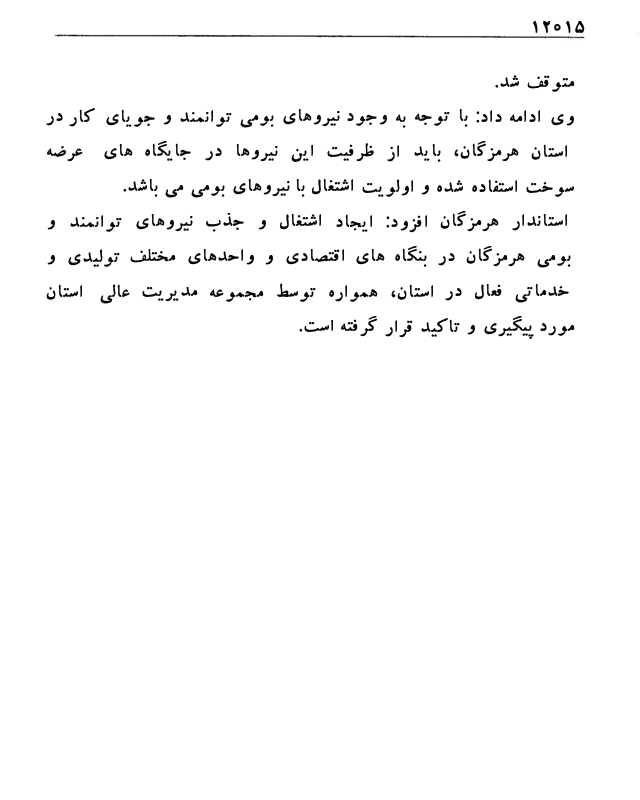 ۱۲۰۱۵
متوقف شد.
وی ادامه داد: با توجه به وجود نیروهای بومی توانمند و جویای کار در
استان هرمزگان، باید از ظرفیت این نیروها در جایگاه های عرضه
سوخت استفاده شده و اولویت اشتغال با نیروهای بومی می باشد.
استاندار هرمزگان افزود: ایجاد اشتغال و جذب نیروهای توانمند و
بومی هرمزگان در بنگاه های اقتصادی و واحدهای مختلف تولیدی و
خدماتی فعال در استان، همواره توسط مجموعه مدیریت عالی استان
مورد پیگیری و تاکید قرار گرفته است.